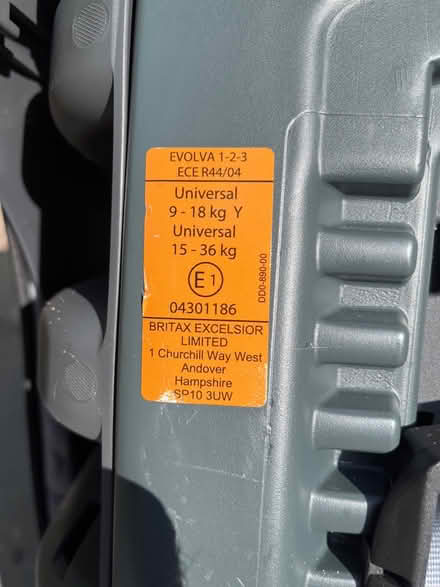 EVOLVA 1-2-3
ECE R44/04
Universal
9 - 18 kg Y
Universal
15 - 36 kg
E1
04301186
DD0-890-00
BRITAX EXCELSIOR
LIMITED
1 Churchill Way West
Andover
Hampshire
SP10 3UW